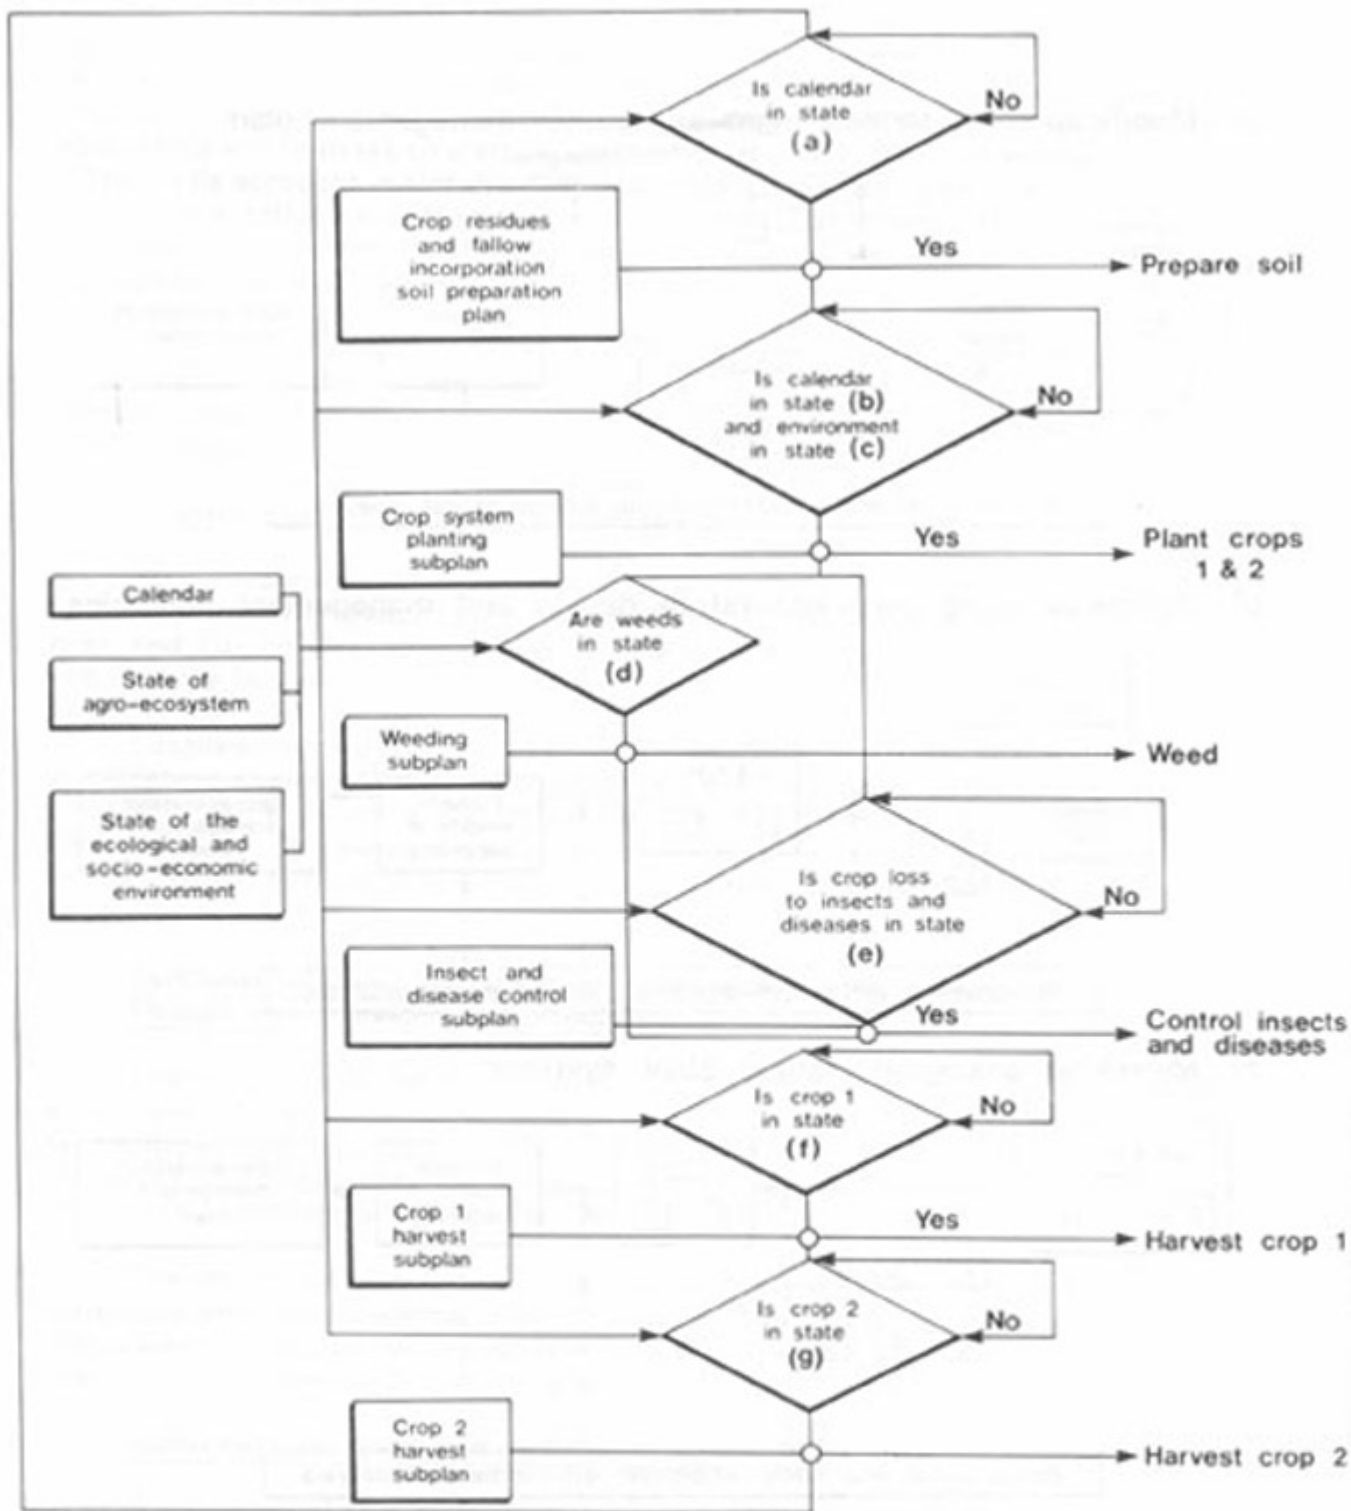 Is calendar
in state
(a)
No
Crop residues
and fallow
incorporation
soil preparation
plan
Yes
Prepare soil
Is calendar
in state (b)
and environment
in state (c)
No
Crop system
planting
subplan
Yes
Plant crops
1 & 2
Calendar
Are weeds
in state
(d)
State of
agro-ecosystem
Weeding
subplan
Weed
State of the
ecological and
socio-economic
environment
Is crop loss
to insects and
diseases in state
(e)
No
Insect and
disease control
subplan
Yes
Control insects
and diseases
Is crop 1
in state
(f)
No
Crop 1
harvest
subplan
Yes
Harvest crop 1
Is crop 2
in state
(g)
No
Crop 2
harvest
subplan
Harvest crop 2